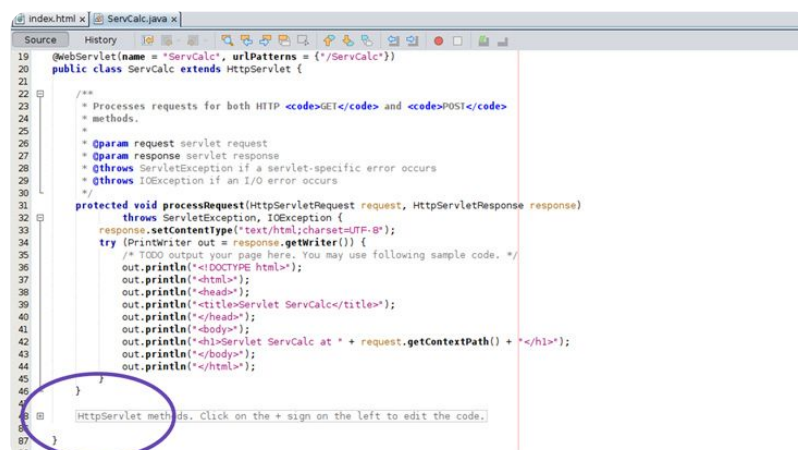 index.html x ServCalc.java x
Source History
19 @WebServlet(name = "ServCalc", urlPatterns = {"/ServCalc"})
20 public class ServCalc extends HttpServlet {
21
22 /**
23 * Processes requests for both HTTP <code>GET</code> and <code>POST</code>
24 * methods.
25 *
26 * @param request servlet request
27 * @param response servlet response
28 * @throws ServletException if a servlet-specific error occurs
29 * @throws IOException if an I/O error occurs
30 */
31 protected void processRequest(HttpServletRequest request, HttpServletResponse response)
32 throws ServletException, IOException {
33 response.setContentType("text/html;charset=UTF-8");
34 try (PrintWriter out = response.getWriter()) {
35 /* TODO output your page here. You may use following sample code. */
36 out.println("<!DOCTYPE html>");
37 out.println("<html>");
38 out.println("<head>");
39 out.println("<title>Servlet ServCalc</title>");
40 out.println("</head>");
41 out.println("<body>");
42 out.println("<h1>Servlet ServCalc at " + request.getContextPath() + "</h1>");
43 out.println("</body>");
44 out.println("</html>");
45 }
46 }
47
48 HttpServlet methods. Click on the + sign on the left to edit the code.
86
87 }